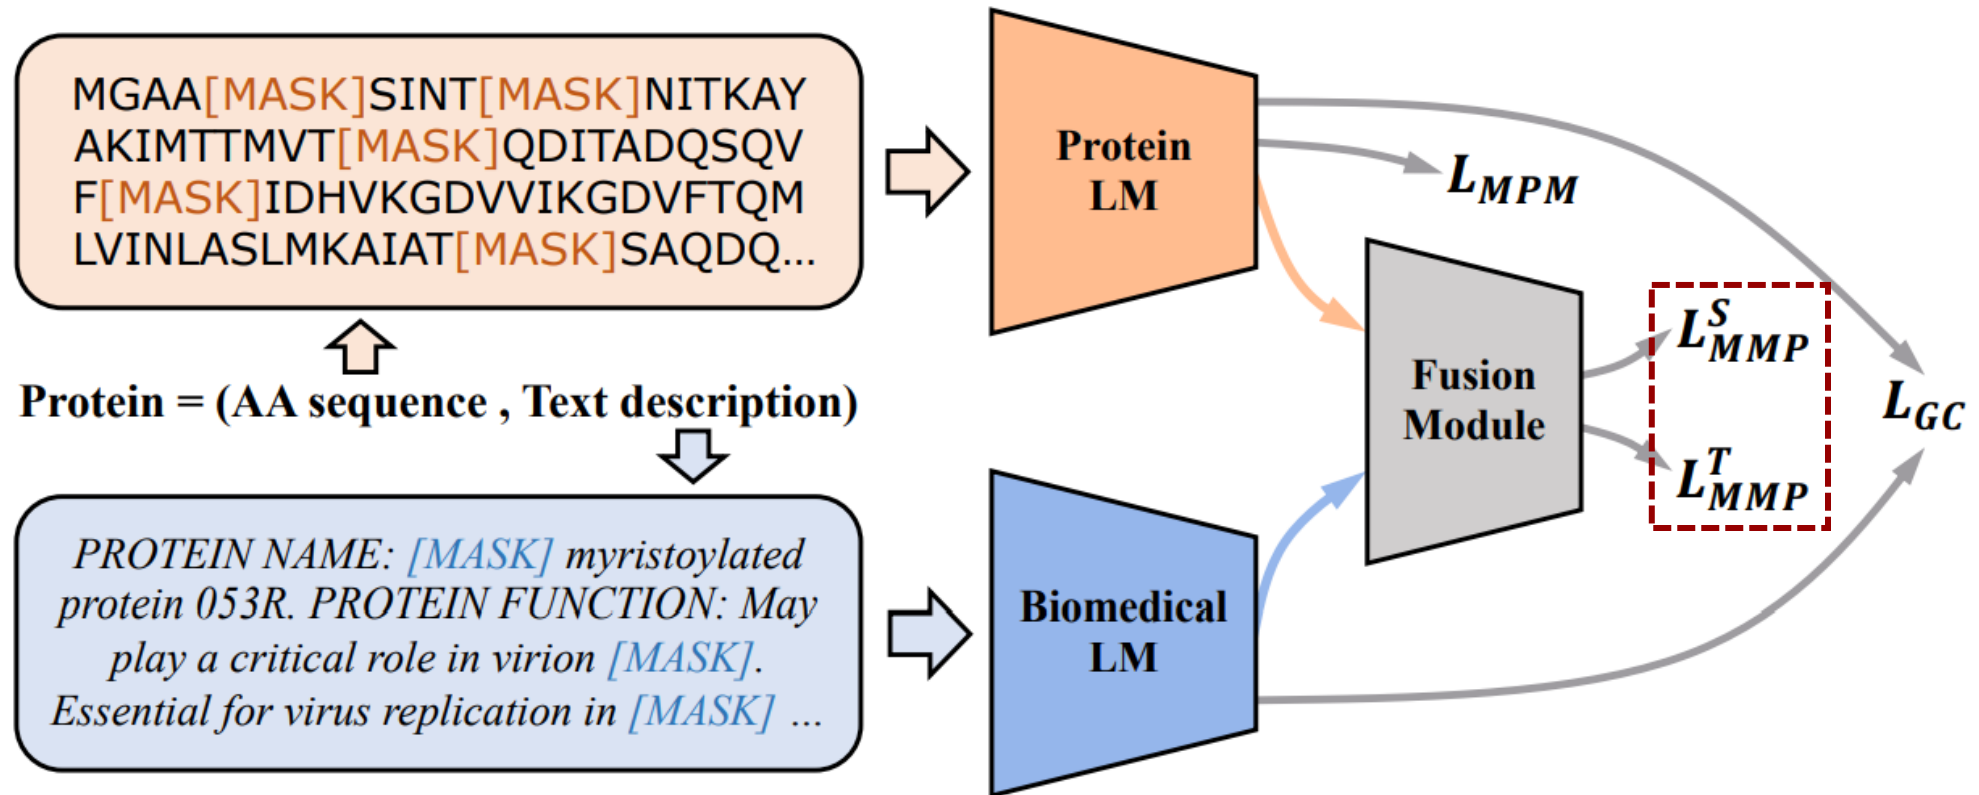 MGAA[MASK]SINT[MASK]NITKAY
AKIMTTMVT[MASK]QDITADQSQV
F[MASK]IDHVKGDVVIKGDVFTQM
LVINLASLMKAIAT[MASK]SAQDQ...
Protein = (AA sequence , Text description)
PROTEIN NAME: [MASK] myristoylated
protein 053R. PROTEIN FUNCTION: May
play a critical role in virion [MASK].
Essential for virus replication in [MASK] ...
Protein
LM
Biomedical
LM
L_MPM
Fusion
Module
L^S_MMP
L^T_MMP
L_GC